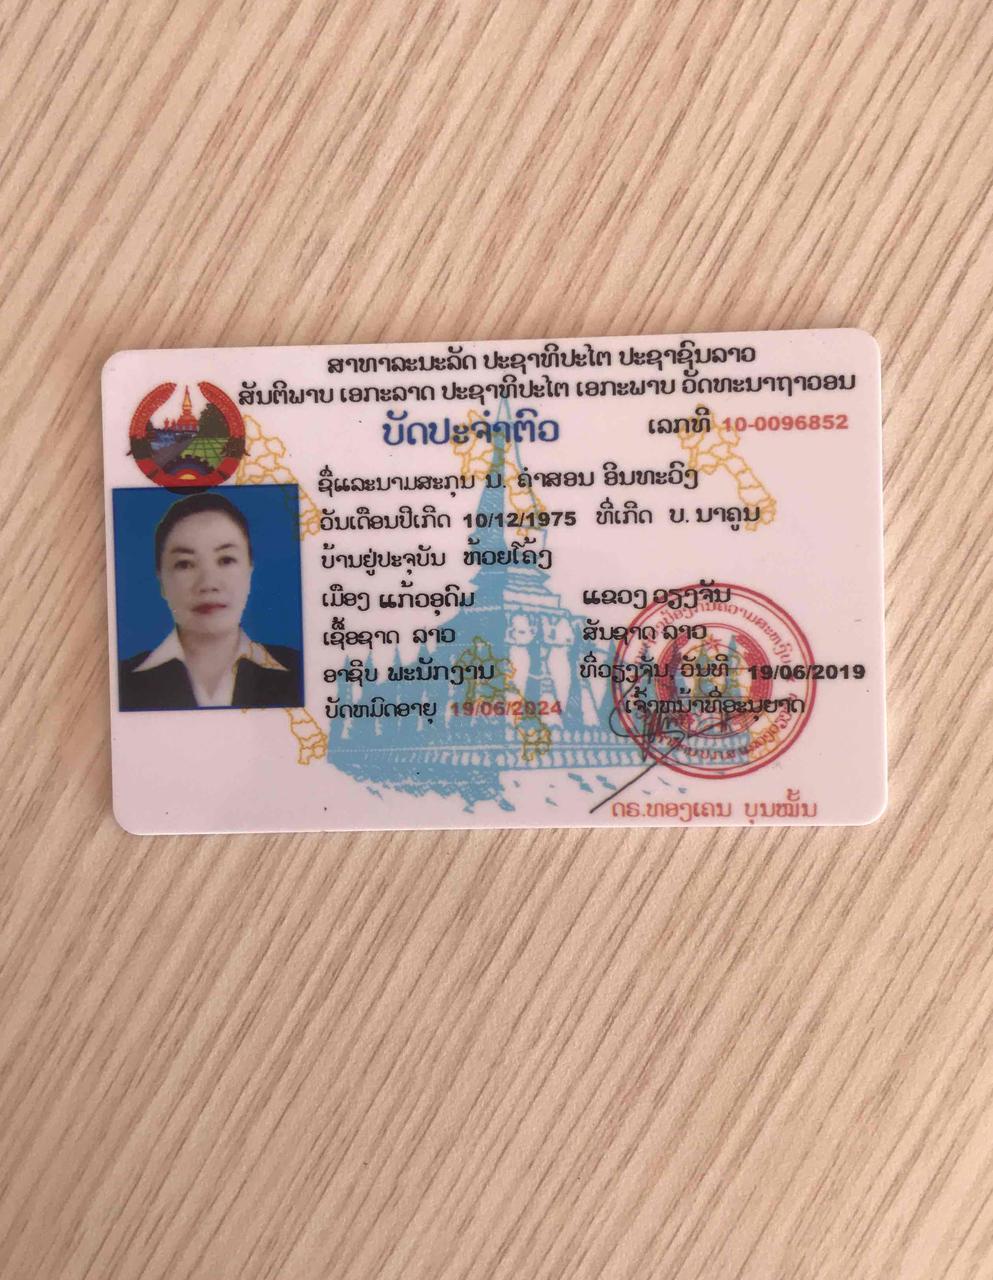 ສາທາລະນະລັດ ປະຊາທິປະໄຕ ປະຊາຊົນລາວ
ສັນຕິພາບ ເອກະລາດ ປະຊາທິປະໄຕ ເອກະພາບ ວັດທະນາຖາວອນ
ບັດປະຈຳຕົວ ເລກທີ 10-0096852
ຊື່ແລະນາມສະກຸນ ນ. ຄຳສອນ ອິນທະວົງ
ວັນເດືອນປີເກີດ 10/12/1975 ທີ່ເກີດ ບ. ນາຄູນ
ບ້ານຢູ່ປະຈຸບັນ ຫ້ວຍໂຄ້ງ
ເມືອງ ແກ້ວອຸດົມ ແຂວງ ວຽງຈັນ
ເຊື້ອຊາດ ລາວ ສັນຊາດ ລາວ
ອາຊີບ ພະນັກງານ ທີ່ວຽງຈັນ, ວັນທີ 19/06/2019
ບັດຫມົດອາຍຸ 19/06/2024 ເຈົ້າຫນ້າທີ່ອະນຸຍາດ
ດຣ.ທອງເຄນ ບຸນໝັ້ນ